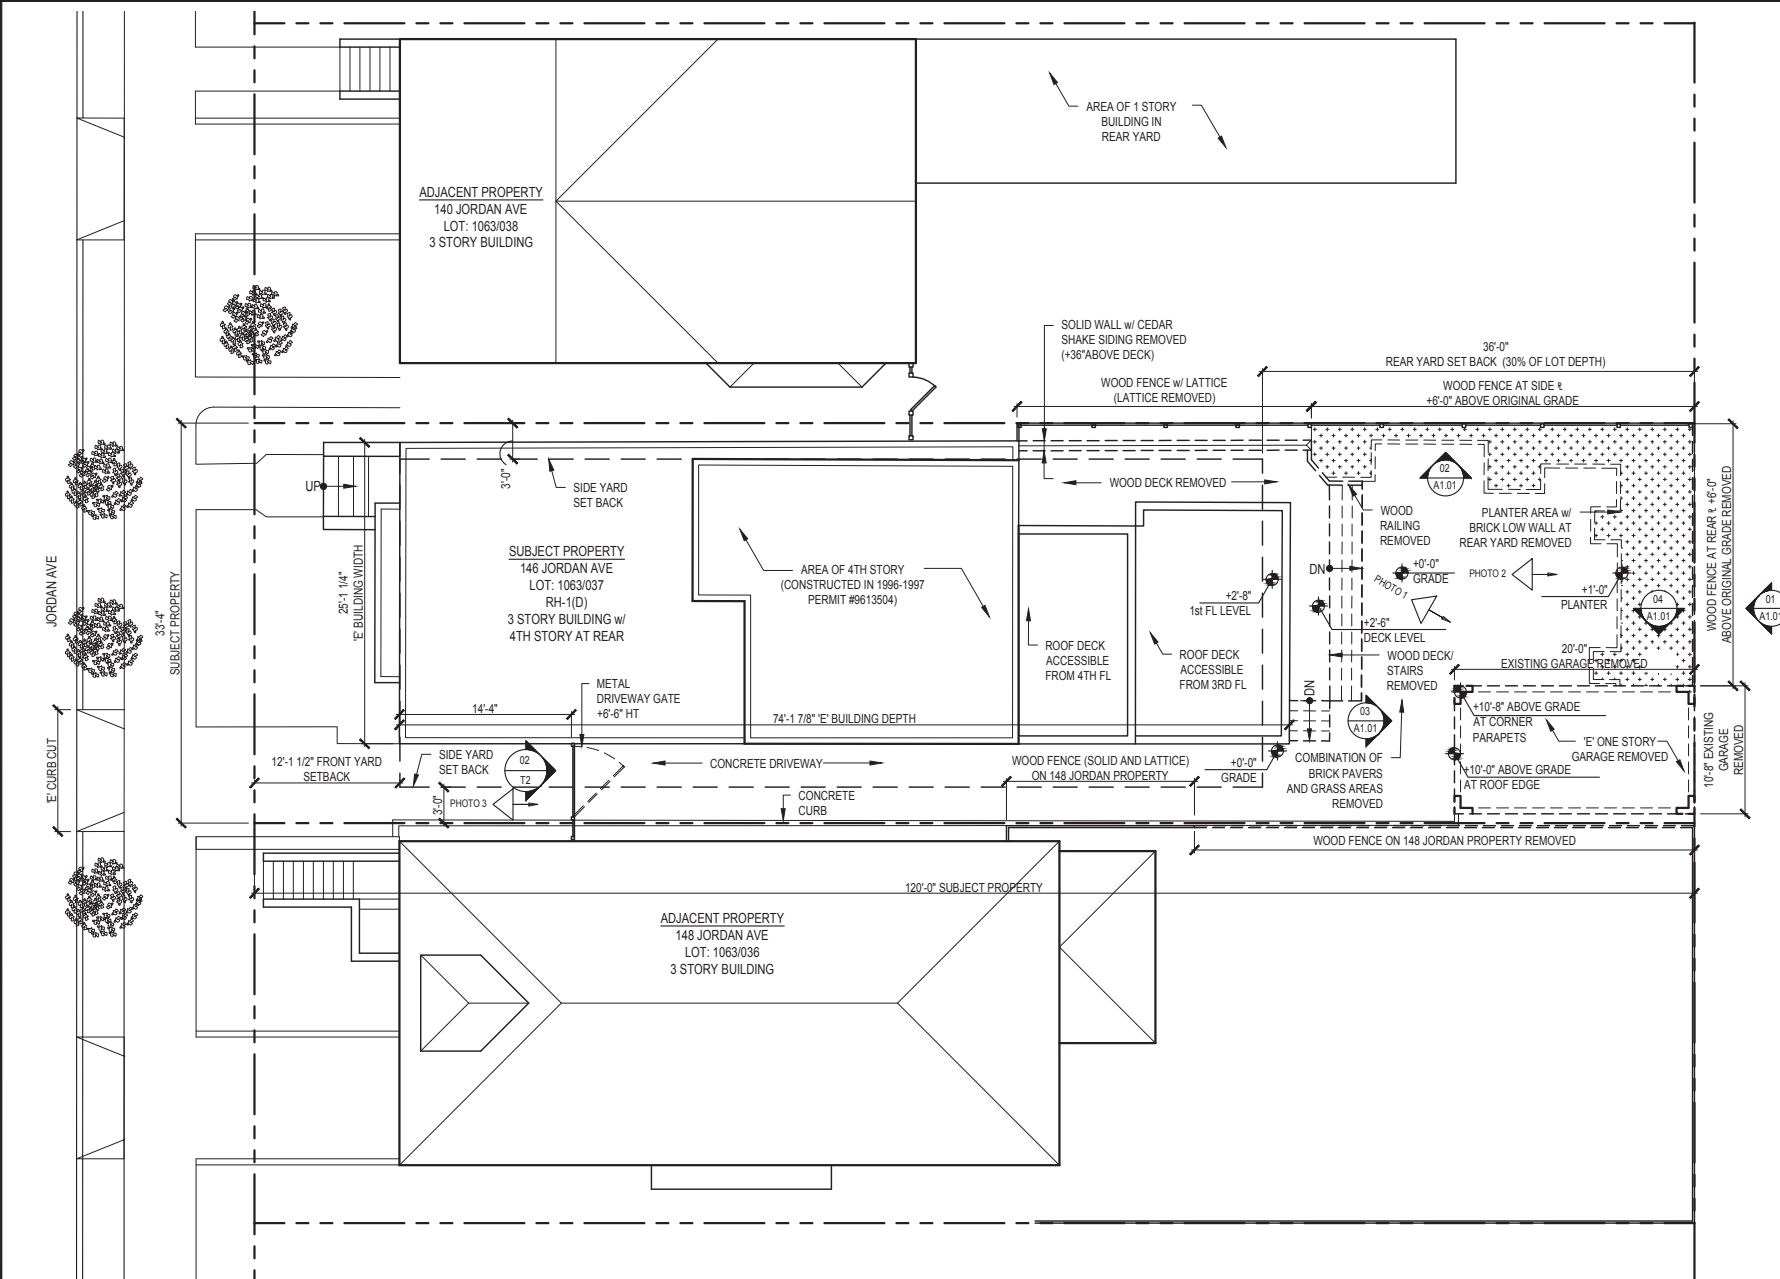 AREA OF 1 STORY
BUILDING IN
REAR YARD
ADJACENT PROPERTY
140 JORDAN AVE
LOT: 1063/038
3 STORY BUILDING
SOLID WALL w/ CEDAR
SHAKE SIDING REMOVED
(+36"ABOVE DECK)
36'-0"
REAR YARD SET BACK (30% OF LOT DEPTH)
WOOD FENCE w/ LATTICE
(LATTICE REMOVED)
WOOD FENCE AT SIDE ℄
+6'-0" ABOVE ORIGINAL GRADE
UP
3'-0"
SIDE YARD
SET BACK
WOOD DECK REMOVED
02
A1.01
WOOD
RAILING
REMOVED
PLANTER AREA w/
BRICK LOW WALL AT
REAR YARD REMOVED
WOOD FENCE AT REAR ℄ +6'-0"
ABOVE ORIGINAL GRADE REMOVED
JORDAN AVE
33'-4"
SUBJECT PROPERTY
25'-1 1/4"
'E' BUILDING WIDTH
SUBJECT PROPERTY
146 JORDAN AVE
LOT: 1063/037
RH-1(D)
3 STORY BUILDING w/
4TH STORY AT REAR
AREA OF 4TH STORY
(CONSTRUCTED IN 1996-1997
PERMIT #9613504)
DN
+0'-0"
GRADE
PHOTO 1
PHOTO 2
+2'-8"
1st FL LEVEL
+1'-0"
PLANTER
04
A1.01
01
A1.01
+2'-6"
DECK LEVEL
ROOF DECK
ACCESSIBLE
FROM 4TH FL
ROOF DECK
ACCESSIBLE
FROM 3RD FL
WOOD DECK/
STAIRS
REMOVED
20'-0"
EXISTING GARAGE REMOVED
DN
METAL
DRIVEWAY GATE
+6'-6" HT
14'-4"
74'-1 7/8" 'E' BUILDING DEPTH
03
A1.01
+10'-8" ABOVE GRADE
AT CORNER
PARAPETS
'E' ONE STORY
GARAGE REMOVED
10'-8" EXISTING
GARAGE
REMOVED
'E' CURB CUT
12'-1 1/2" FRONT YARD
SETBACK
SIDE YARD
SET BACK
02
T2
CONCRETE DRIVEWAY
WOOD FENCE (SOLID AND LATTICE)
ON 148 JORDAN PROPERTY
+0'-0"
GRADE
COMBINATION OF
BRICK PAVERS
AND GRASS AREAS
REMOVED
+10'-0" ABOVE GRADE
AT ROOF EDGE
3'-0"
PHOTO 3
CONCRETE
CURB
WOOD FENCE ON 148 JORDAN PROPERTY REMOVED
120'-0" SUBJECT PROPERTY
ADJACENT PROPERTY
148 JORDAN AVE
LOT: 1063/036
3 STORY BUILDING